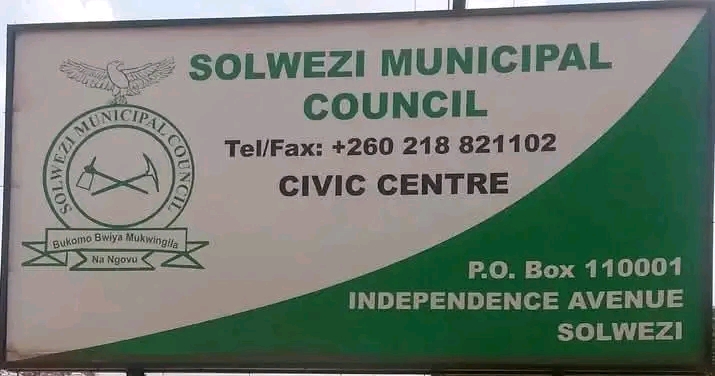 SOLWEZI MUNICIPAL
COUNCIL
Tel/Fax: +260 218 821102
CIVIC CENTRE
SOLWEZI MUNICIPAL COUNCIL
Bukomo Bwiya Mukwingila
Na Ngovu
P.O. Box 110001
INDEPENDENCE AVENUE
SOLWEZI